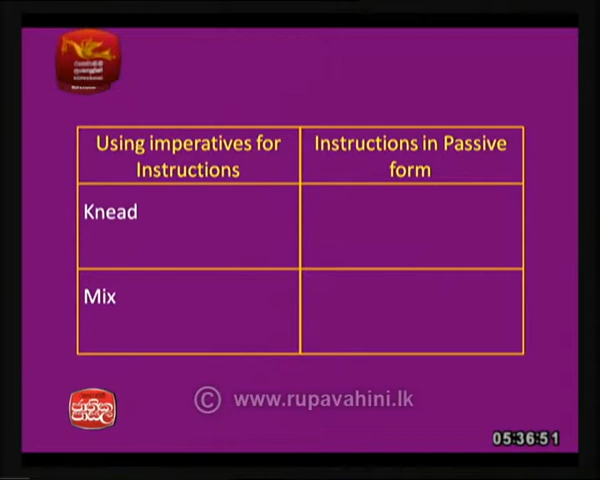 Using imperatives for
Instructions
Instructions in Passive
form
Knead
Mix
© www.rupavahini.lk
05:36:51